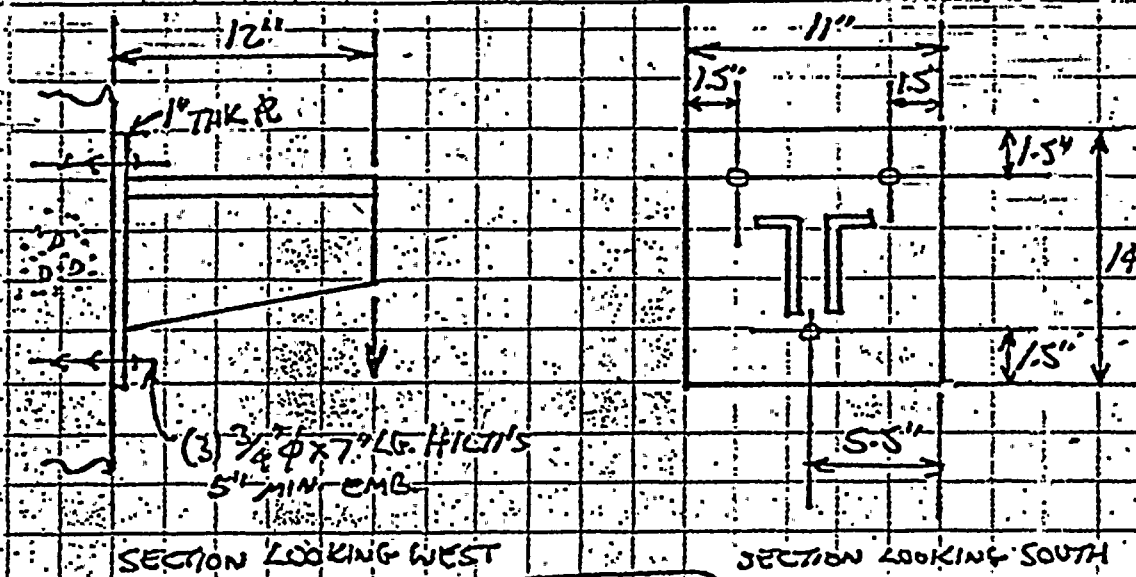 12"
11"
1.5"
1.5
1" THK PL
1.5"
14
D
D D
1.5"
(3) 3/4"φ x 7" LG. HILTI'S
5" MIN. EMB.
5.5"
SECTION LOOKING WEST
SECTION LOOKING SOUTH